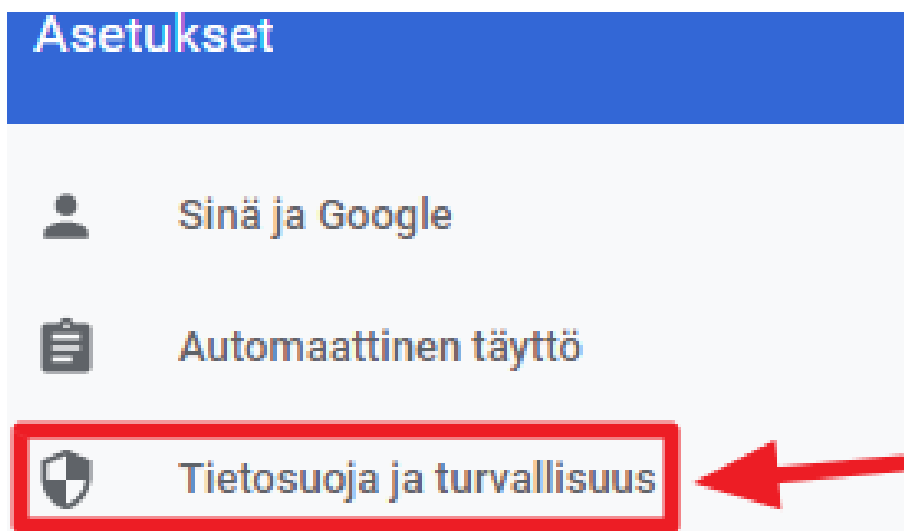 Asetukset
Sinä ja Google
Automaattinen täyttö
Tietosuoja ja turvallisuus